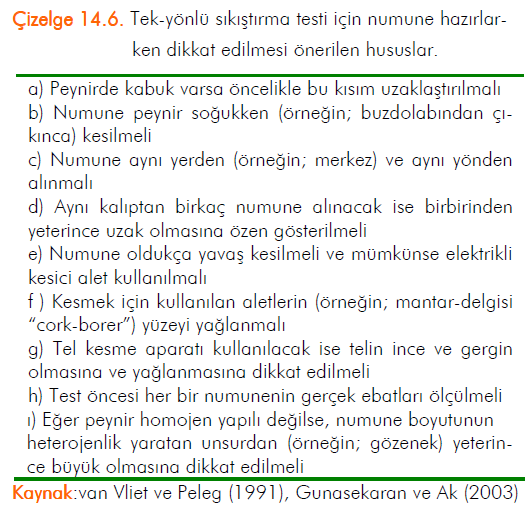 Çizelge 14.6. Tek-yönlü sıkıştırma testi için numune hazırlar-
ken dikkat edilmesi önerilen hususlar.
a) Peynirde kabuk varsa öncelikle bu kısım uzaklaştırılmalı
b) Numune peynir soğukken (örneğin; buzdolabından çı-
kınca) kesilmeli
c) Numune aynı yerden (örneğin; merkez) ve aynı yönden
alınmalı
d) Aynı kalıptan birkaç numune alınacak ise birbirinden
yeterince uzak olmasına özen gösterilmeli
e) Numune oldukça yavaş kesilmeli ve mümkünse elektrikli
kesici alet kullanılmalı
f ) Kesmek için kullanılan aletlerin (örneğin; mantar-delgisi
“cork-borer”) yüzeyi yağlanmalı
g) Tel kesme aparatı kullanılacak ise telin ince ve gergin
olmasına ve yağlanmasına dikkat edilmeli
h) Test öncesi her bir numunenin gerçek ebatları ölçülmeli
ı) Eğer peynir homojen yapılı değilse, numune boyutunun
heterojenlik yaratan unsurdan (örneğin; gözenek) yeterin-
ce büyük olmasına dikkat edilmeli
Kaynak:van Vliet ve Peleg (1991), Gunasekaran ve Ak (2003)